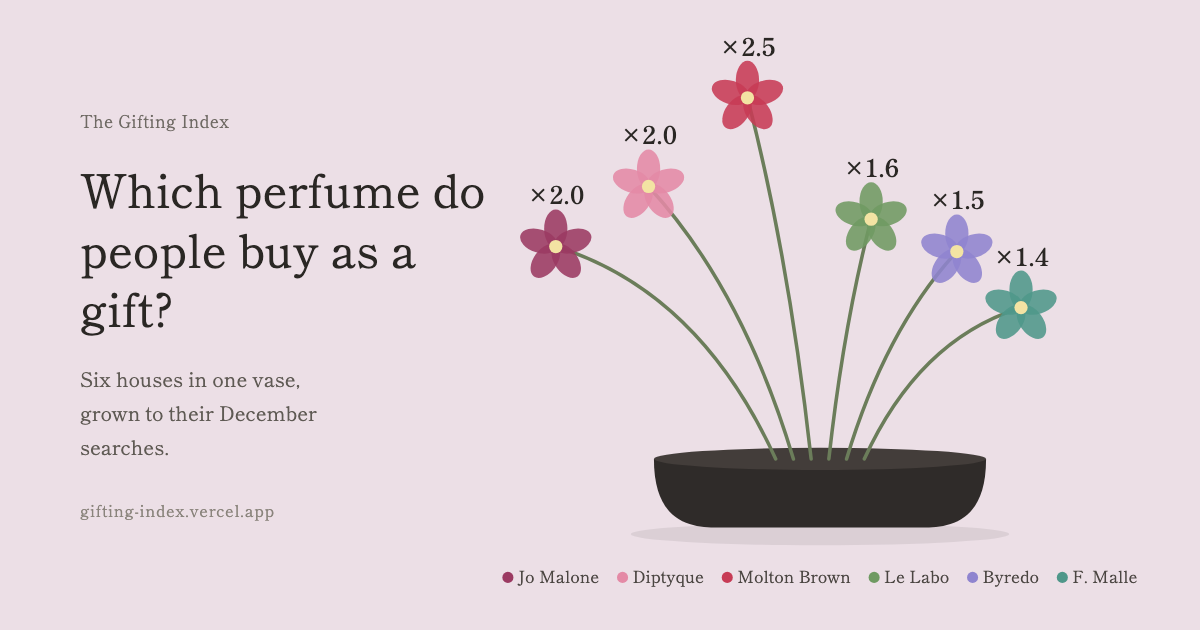 The Gifting Index
Which perfume do
people buy as a
gift?
Six houses in one vase,
grown to their December
searches.
gifting-index.vercel.app
×2.0
×2.0
×2.5
×1.6
×1.5
×1.4
Jo Malone
Diptyque
Molton Brown
Le Labo
Byredo
F. Malle